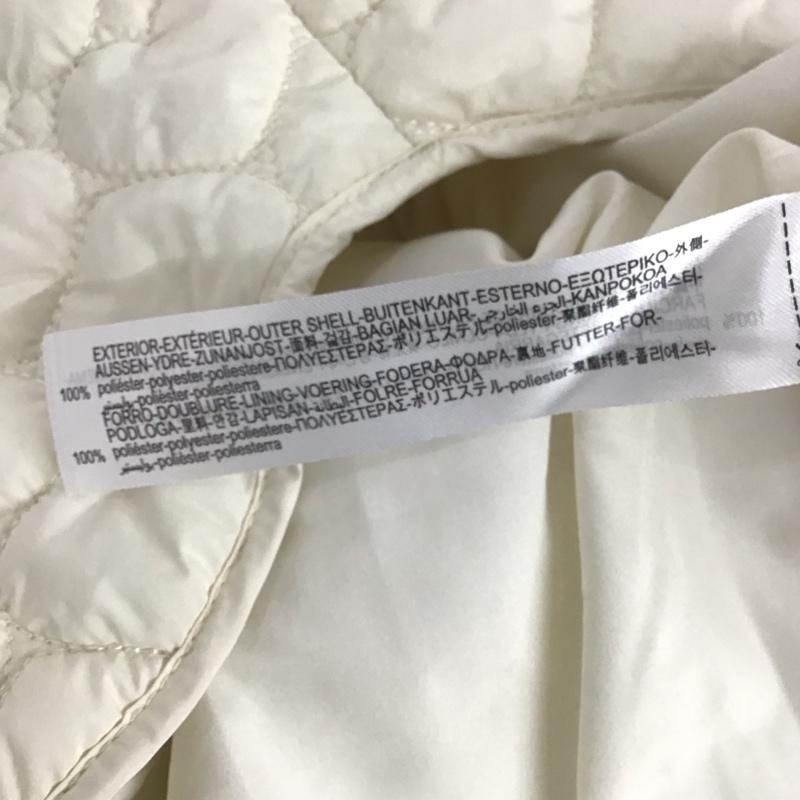 EXTERIOR-EXTÉRIEUR-OUTER SHELL-BUITENKANT-ESTERNO-ΕΞΩΤΕΡΙΚΟ-外側-
AUSSEN-YDRE-ZUNANJOST-面料-겉감-BAGIAN LUAR-الجزء الخارجي-KANPOKOA
100% poliéster-polyester-poliestere-ΠΟΛΥΕΣΤΕΡΑΣ-ポリエステル-poliester-聚酯纤维-폴리에스터-
بوليستر-polièster-poliesterra
FORRO-DOUBLURE-LINING-VOERING-FODERA-ΦΟΔΡΑ-裏地-FUTTER-FOR-
PODLOGA-里料-안감-LAPISAN-البطانة-FOLRE-FORRUA
100% poliéster-polyester-poliestere-ΠΟΛΥΕΣΤΕΡΑΣ-ポリエステル-poliester-聚酯纤维-폴리에스터-
بوليستر-polièster-poliesterra